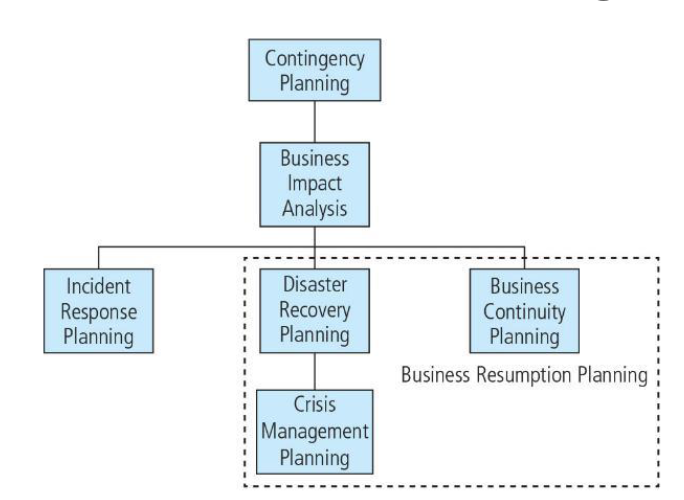 Contingency
Planning
Business
Impact
Analysis
Incident
Response
Planning
Disaster
Recovery
Planning
Business
Continuity
Planning
Business Resumption Planning
Crisis
Management
Planning